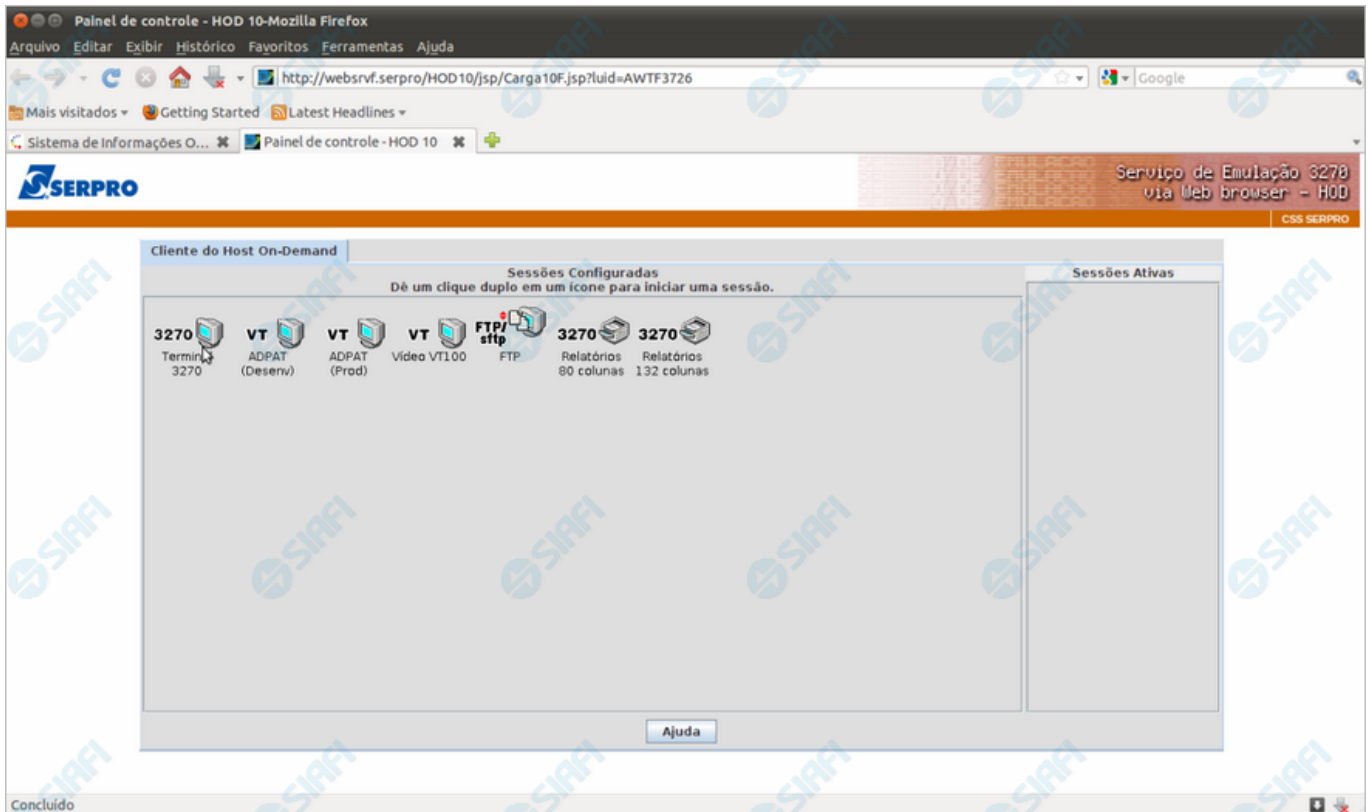 Painel de controle - HOD 10-Mozilla Firefox
Arquivo Editar Exibir Histórico Favoritos Ferramentas Ajuda
http://websrvf.serpro/HOD10/jsp/Carga10F.jsp?luid=AWTF3726
Google
Mais visitados Getting Started Latest Headlines
Sistema de Informações O... Painel de controle - HOD 10
SERPRO
Serviço de Emulação 3270
via Web browser - HOD
CSS SERPRO
Cliente do Host On-Demand
Sessões Configuradas
Dê um clique duplo em um ícone para iniciar uma sessão.
Sessões Ativas
3270 VT VT VT FTP/ sftp 3270 3270
ADPAT ADPAT Vídeo VT100 FTP Relatórios Relatórios
3270 (Desenv) (Prod) 80 colunas 132 colunas
Ajuda
Concluído
SIAFI